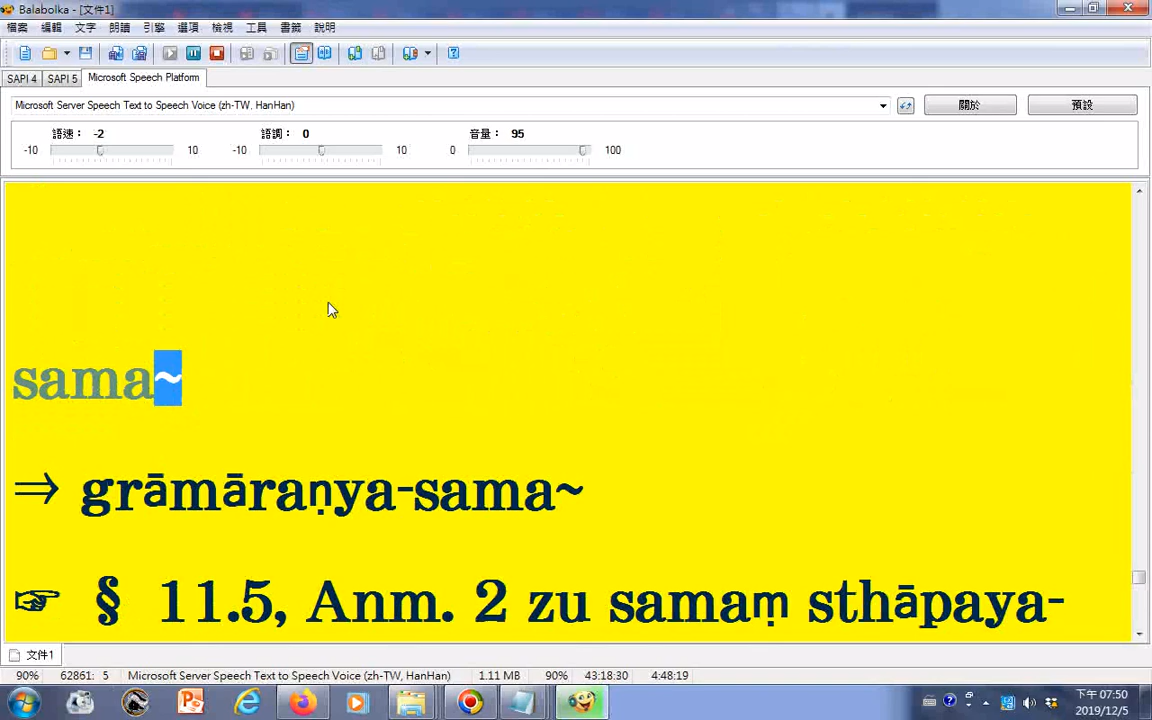 Balabolka - [文件1]
檔案 編輯 文字 朗讀 引擎 選項 檢視 工具 書籤 說明
SAPI 4 SAPI 5 Microsoft Speech Platform
Microsoft Server Speech Text to Speech Voice (zh-TW, HanHan) 關於 預設
語速： -2 語調： 0 音量： 95
-10 10 -10 10 0 100
sama~
⇒ grāmāraṇya-sama~
☞ § 11.5, Anm. 2 zu samaṃ sthāpaya-
文件1
90% 62861: 5 Microsoft Server Speech Text to Speech Voice (zh-TW, HanHan) 1.11 MB 90% 43:18:30 4:48:19
下午 07:50
2019/12/5